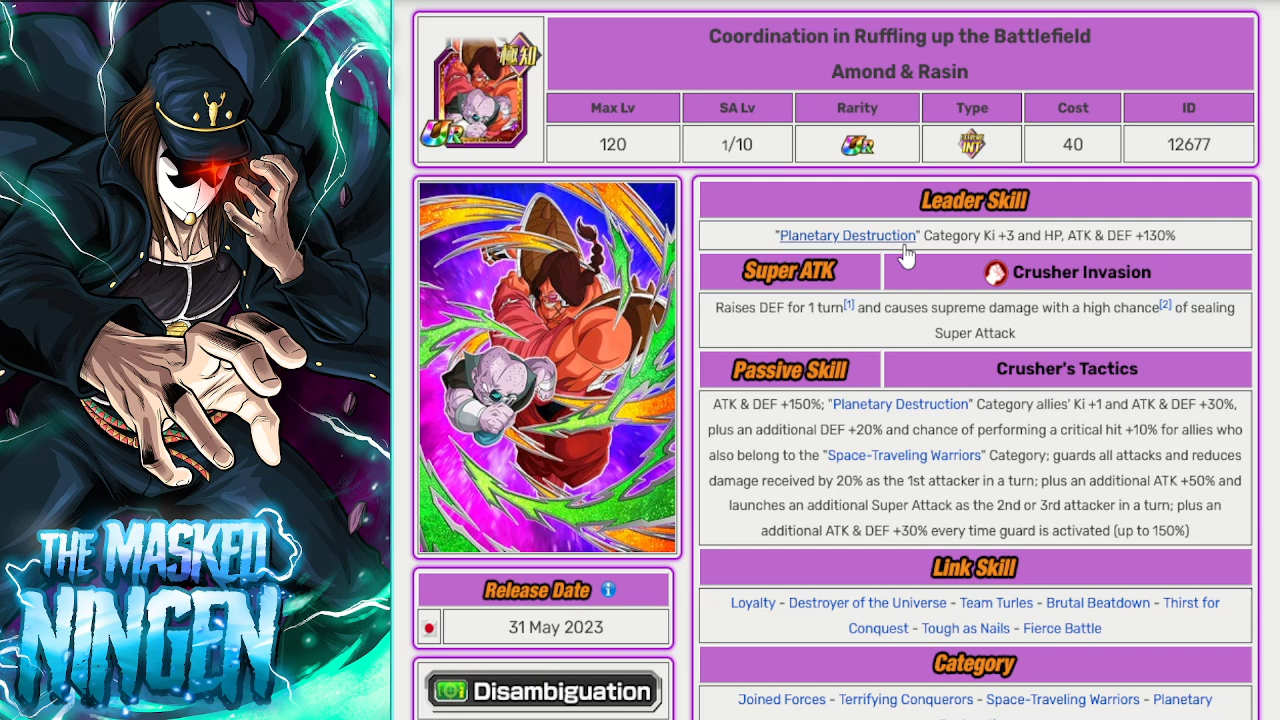 THE MASKED
NINGEN
極知
UR
Coordination in Ruffling up the Battlefield
Amond & Rasin
Max Lv
SA Lv
Rarity
Type
Cost
ID
120
1/10
UR
EXTREME INT
40
12677
Leader Skill
"Planetary Destruction" Category Ki +3 and HP, ATK & DEF +130%
Super ATK
Crusher Invasion
Raises DEF for 1 turn[1] and causes supreme damage with a high chance[2] of sealing
Super Attack
Passive Skill
Crusher's Tactics
ATK & DEF +150%; "Planetary Destruction" Category allies' Ki +1 and ATK & DEF +30%,
plus an additional DEF +20% and chance of performing a critical hit +10% for allies who
also belong to the "Space-Traveling Warriors" Category; guards all attacks and reduces
damage received by 20% as the 1st attacker in a turn; plus an additional ATK +50% and
launches an additional Super Attack as the 2nd or 3rd attacker in a turn; plus an
additional ATK & DEF +30% every time guard is activated (up to 150%)
Link Skill
Loyalty - Destroyer of the Universe - Team Turles - Brutal Beatdown - Thirst for
Conquest - Tough as Nails - Fierce Battle
Category
Joined Forces - Terrifying Conquerors - Space-Traveling Warriors - Planetary
Release Date
31 May 2023
Disambiguation